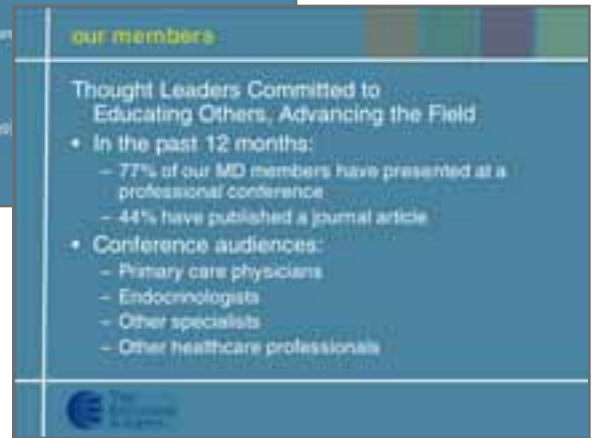 our members
Thought Leaders Committed to
Educating Others, Advancing the Field
• In the past 12 months:
– 77% of our MD members have presented at a
professional conference
– 44% have published a journal article
• Conference audiences:
– Primary care physicians
– Endocrinologists
– Other specialists
– Other healthcare professionals
The